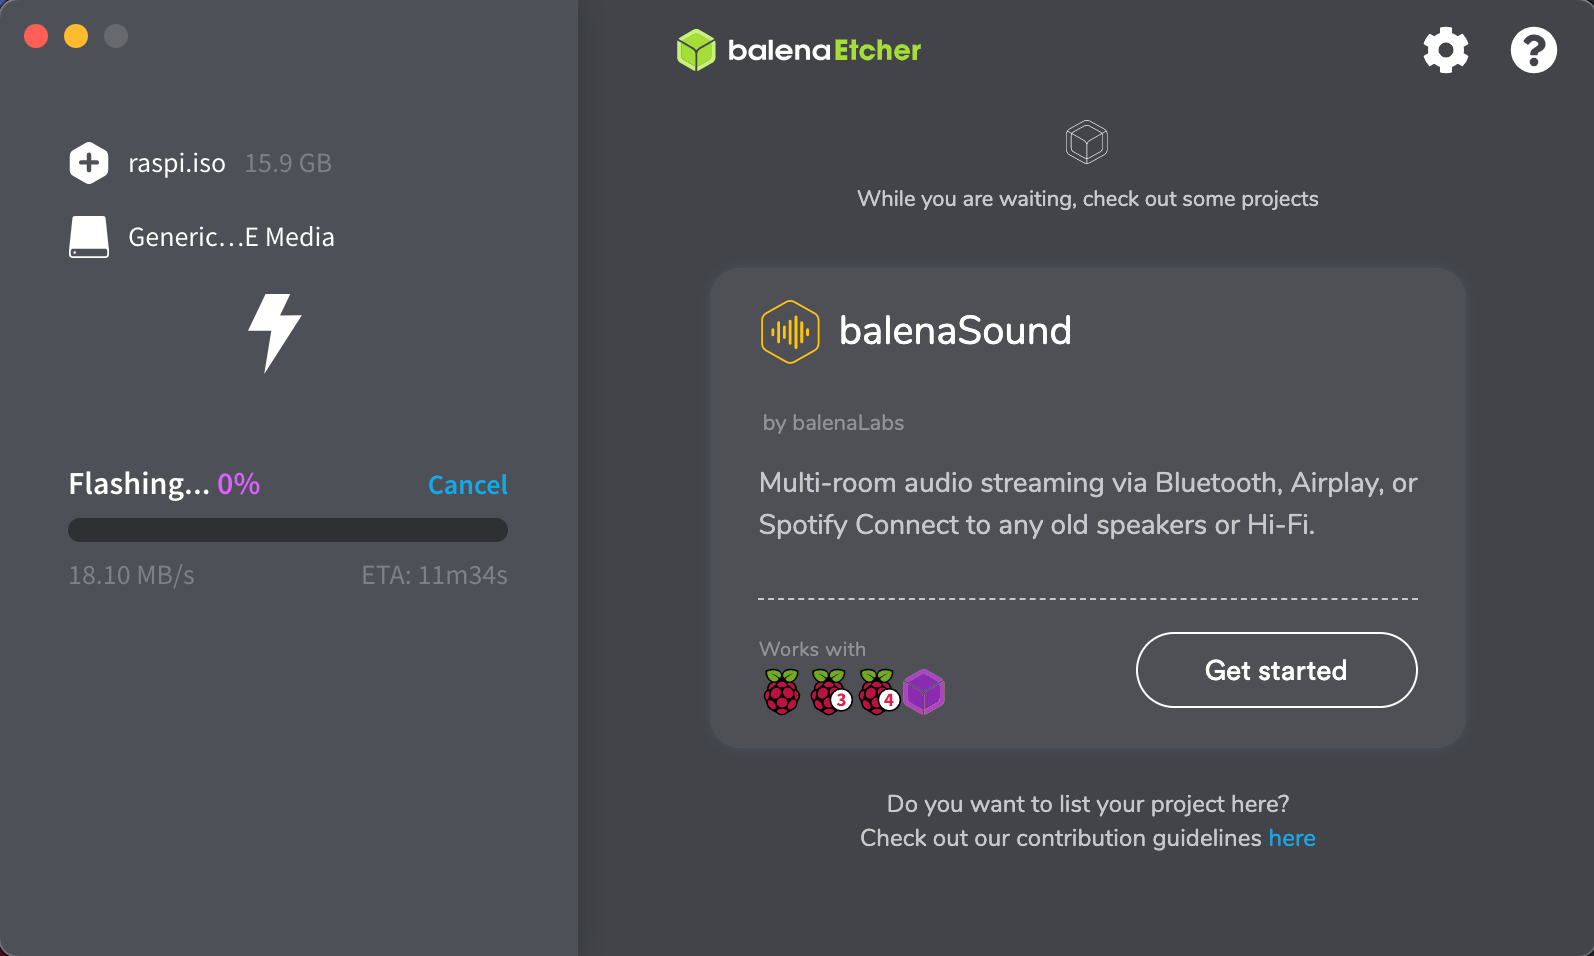 balenaEtcher
raspi.iso 15.9 GB
Generic...E Media
Flashing... 0% Cancel
18.10 MB/s ETA: 11m34s
While you are waiting, check out some projects
balenaSound
by balenaLabs
Multi-room audio streaming via Bluetooth, Airplay, or
Spotify Connect to any old speakers or Hi-Fi.
Works with
3 4
Get started
Do you want to list your project here?
Check out our contribution guidelines here